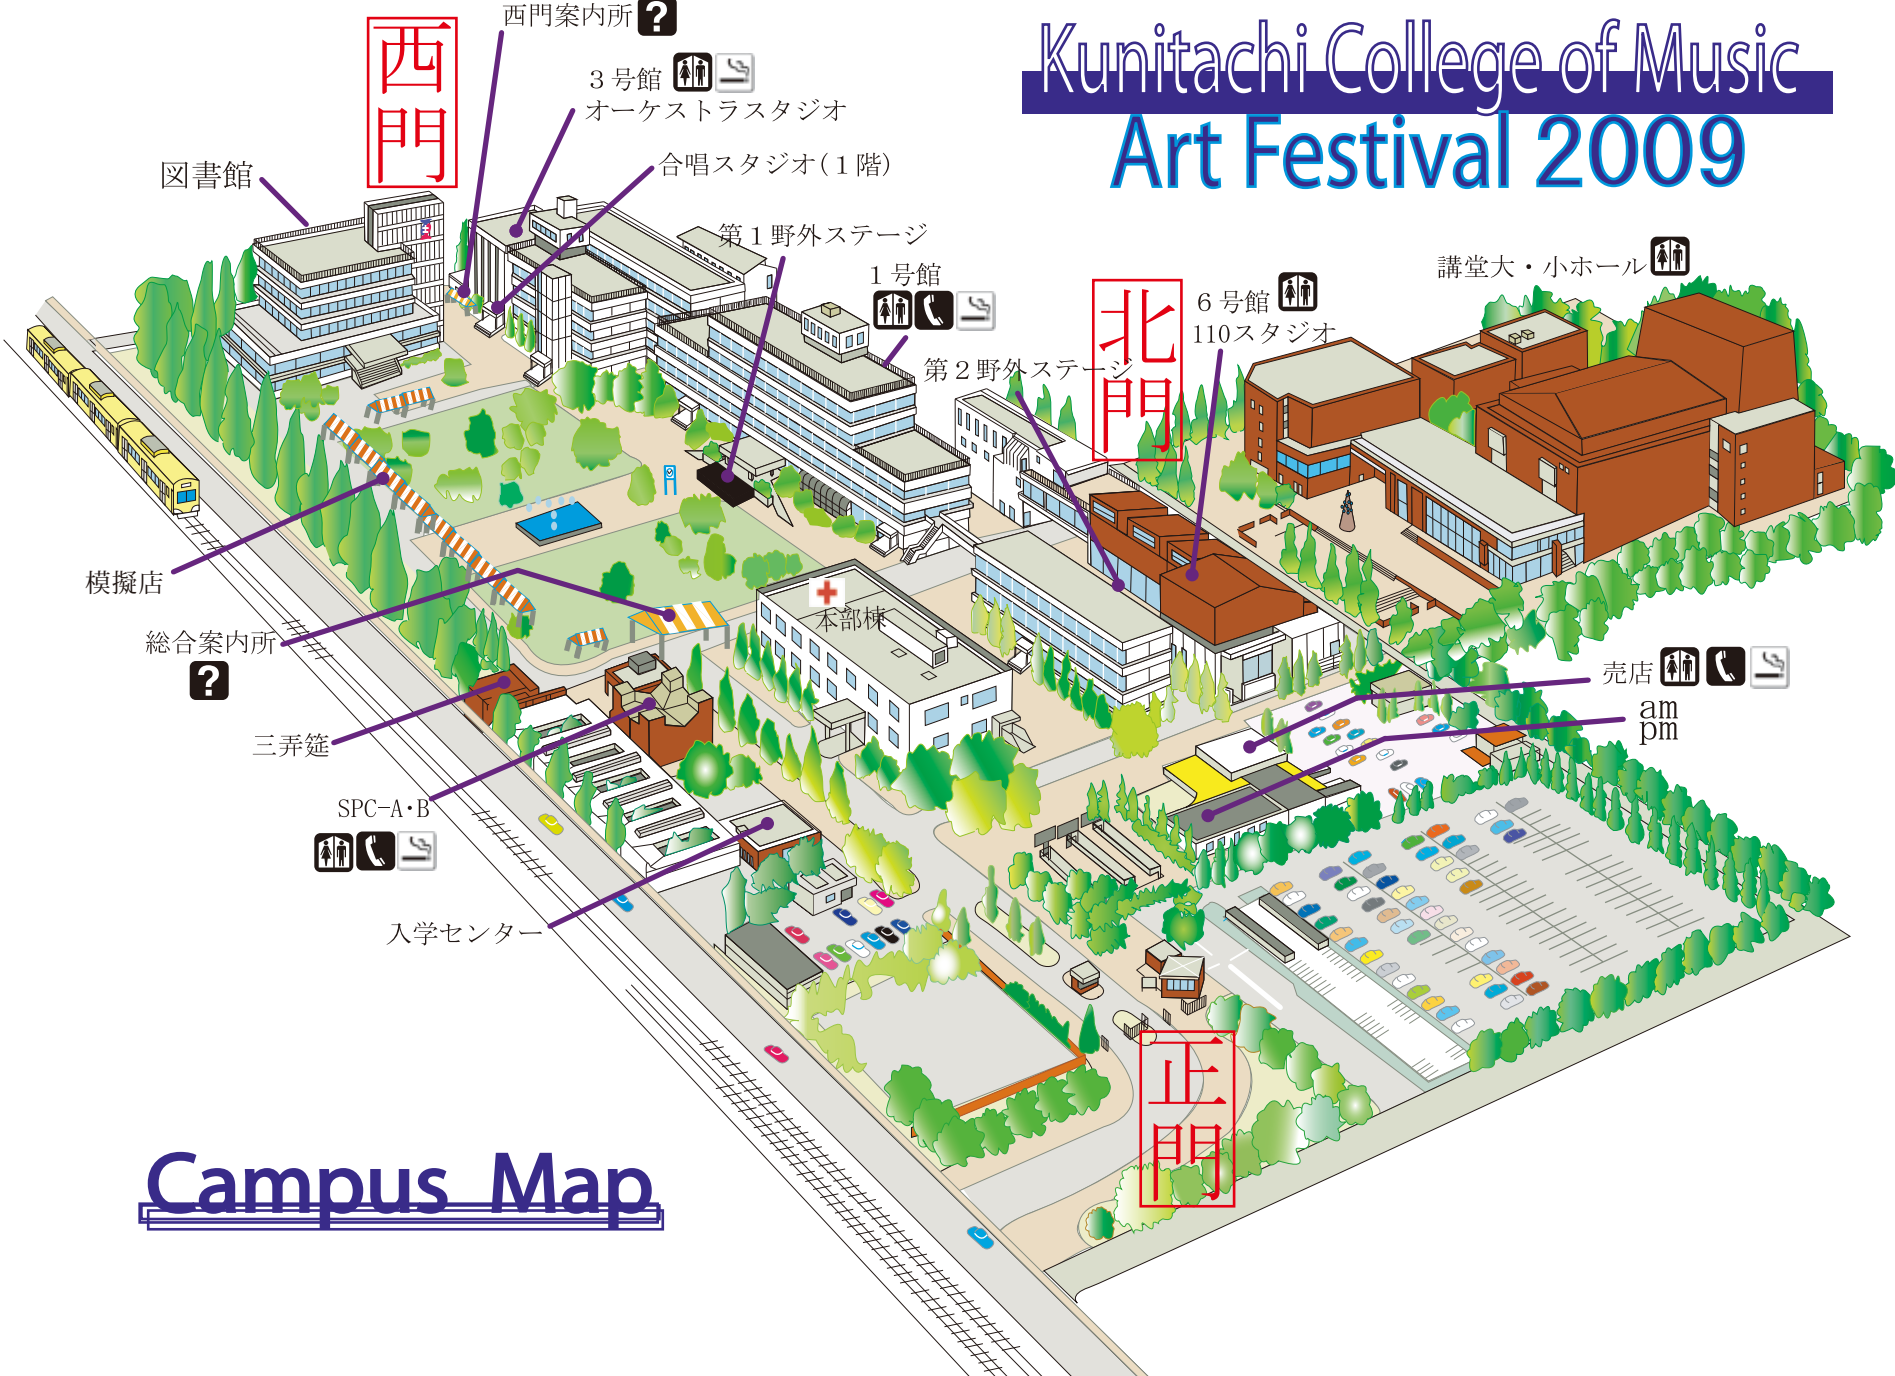 Kunitachi College of Music
Art Festival 2009
西門案内所
?
西門
3号館
オーケストラスタジオ
合唱スタジオ(1階)
図書館
第1野外ステージ
1号館
講堂大・小ホール
北門
6号館
110スタジオ
第2野外ステージ
模擬店
総合案内所
?
本部棟
売店
am
pm
三弄筵
SPC-A・B
入学センター
正門
Campus Map